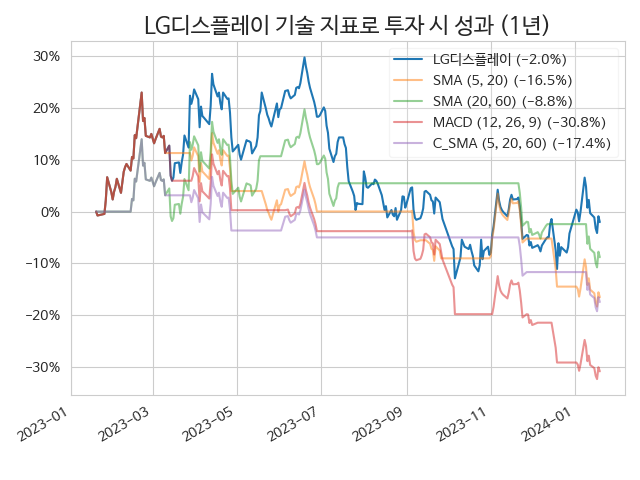 LG디스플레이 기술 지표로 투자 시 성과 (1년)
LG디스플레이 (−2.0%)
SMA (5, 20) (−16.5%)
SMA (20, 60) (−8.8%)
MACD (12, 26, 9) (−30.8%)
C_SMA (5, 20, 60) (−17.4%)
30%
20%
10%
0%
−10%
−20%
−30%
2023−01
2023−03
2023−05
2023−07
2023−09
2023−11
2024−01